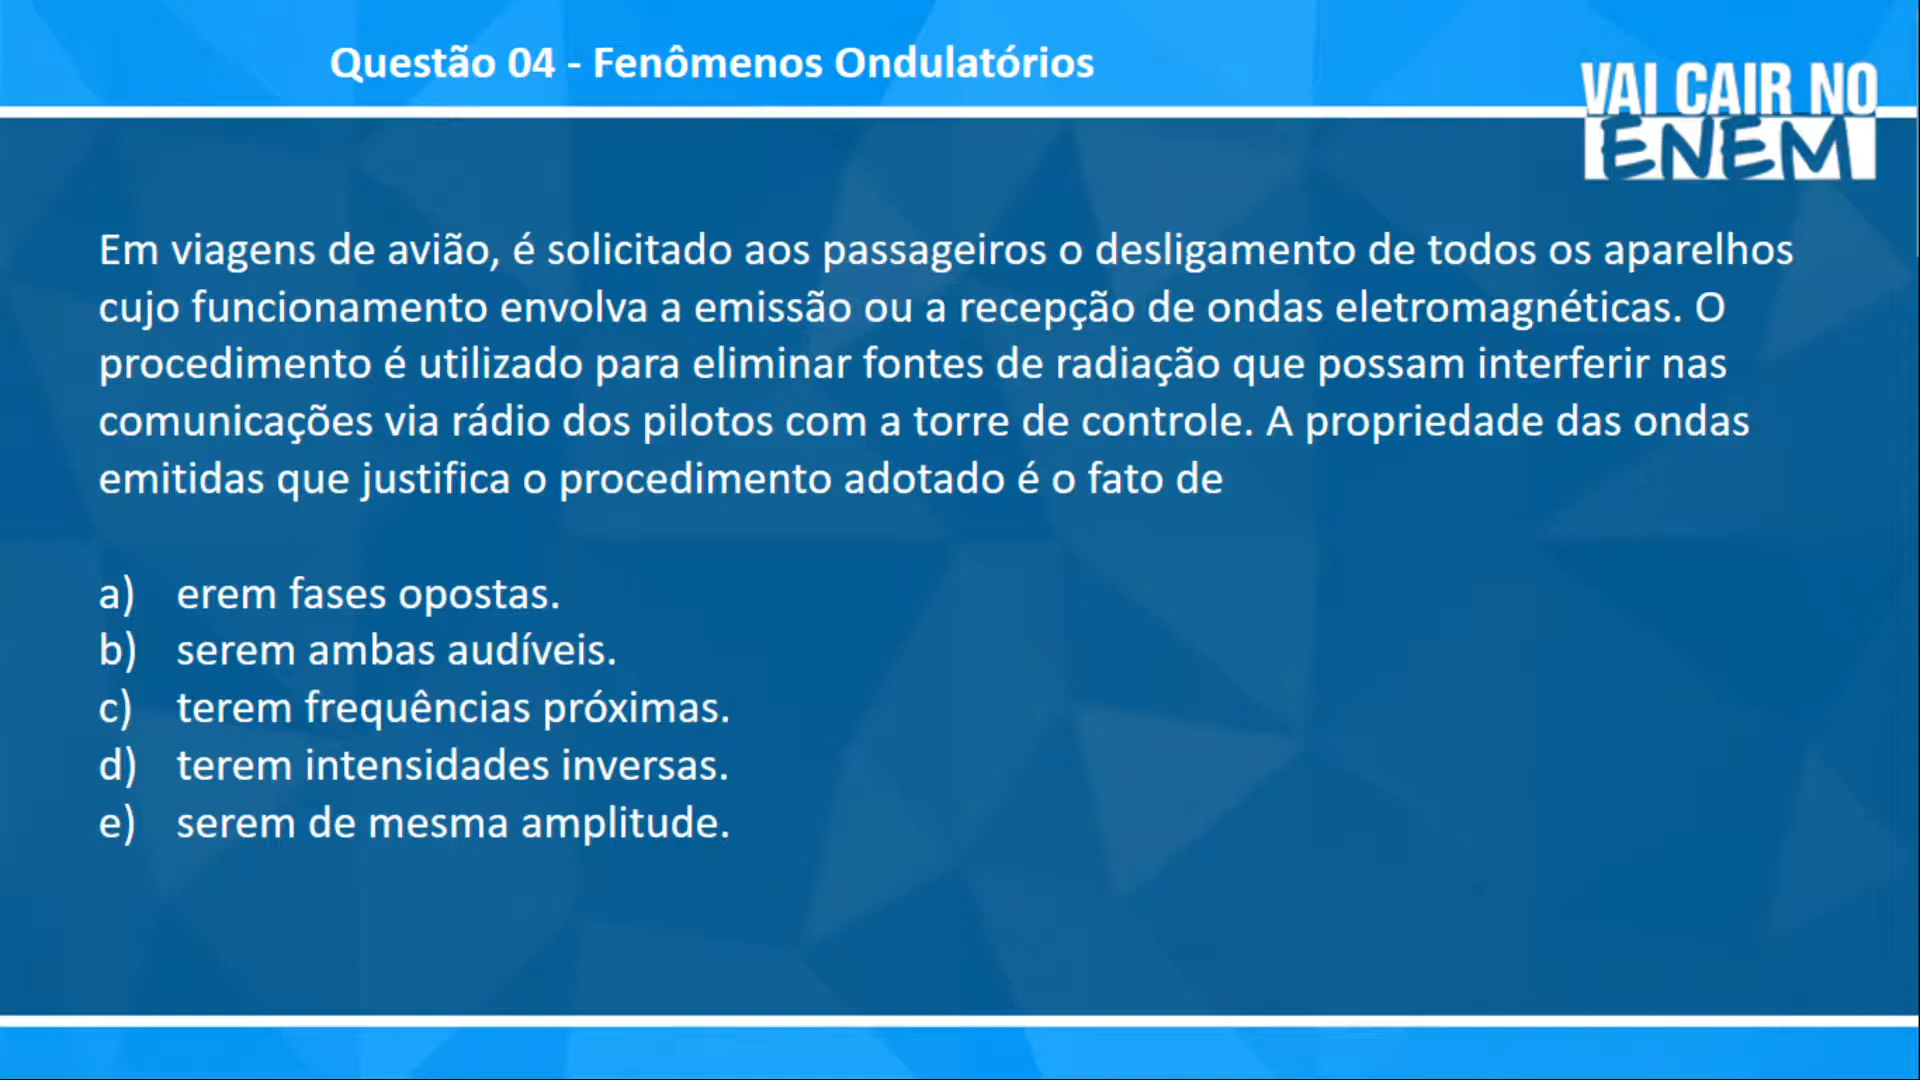 Questão 04 - Fenômenos Ondulatórios
VAI CAIR NO
ENEM
Em viagens de avião, é solicitado aos passageiros o desligamento de todos os aparelhos
cujo funcionamento envolva a emissão ou a recepção de ondas eletromagnéticas. O
procedimento é utilizado para eliminar fontes de radiação que possam interferir nas
comunicações via rádio dos pilotos com a torre de controle. A propriedade das ondas
emitidas que justifica o procedimento adotado é o fato de
a) erem fases opostas.
b) serem ambas audíveis.
c) terem frequências próximas.
d) terem intensidades inversas.
e) serem de mesma amplitude.